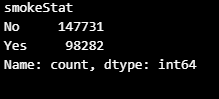 smokeStat
No     147731
Yes     98282
Name: count, dtype: int64